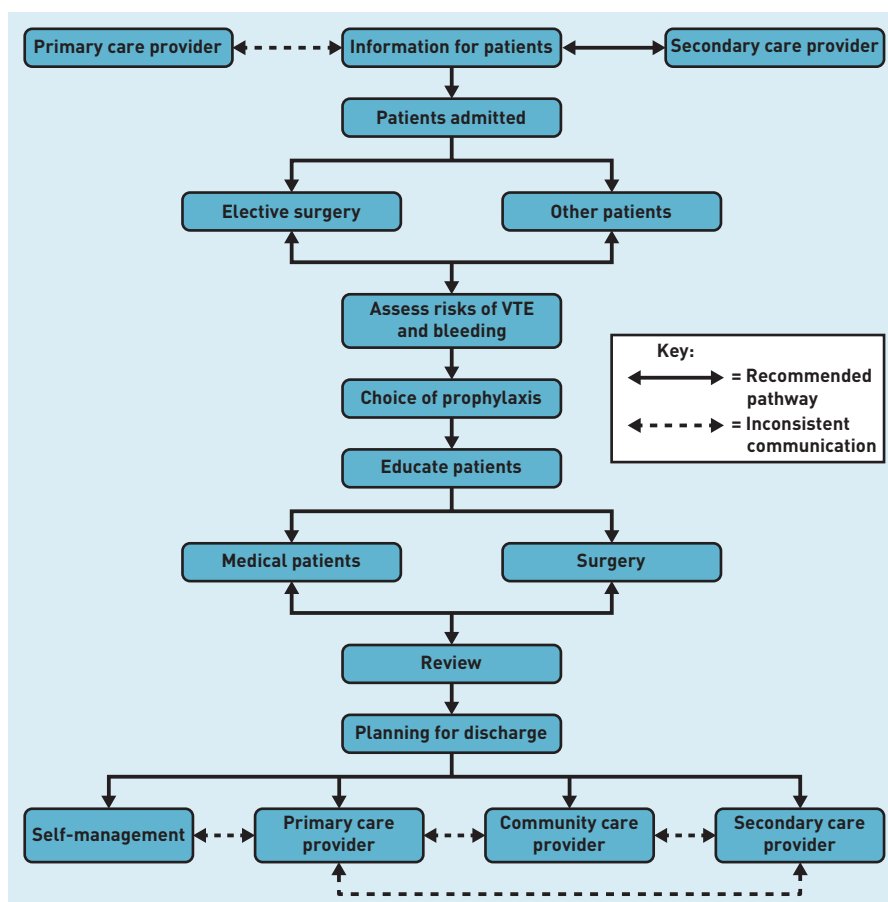 Primary care provider
Information for patients
Secondary care provider
Patients admitted
Elective surgery
Other patients
Assess risks of VTE
and bleeding
Key:
= Recommended
pathway
= Inconsistent
communication
Choice of prophylaxis
Educate patients
Medical patients
Surgery
Review
Planning for discharge
Self-management
Primary care
provider
Community care
provider
Secondary care
provider